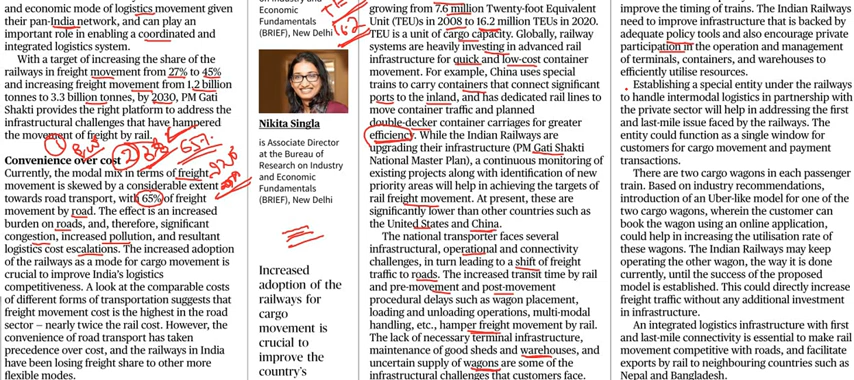 and economic mode of logistics movement given
their pan-India network, and can play an
important role in enabling a coordinated and
integrated logistics system.
With a target of increasing the share of the
railways in freight movement from 27% to 45%
and increasing freight movement from 1.2 billion
tonnes to 3.3 billion tonnes, by 2030, PM Gati
Shakti provides the right platform to address the
infrastructural challenges that have hampered
the movement of freight by rail.
Convenience over cost
Currently, the modal mix in terms of freight
movement is skewed by a considerable extent
towards road transport, with 65% of freight
movement by road. The effect is an increased
burden on roads, and, therefore, significant
congestion, increased pollution, and resultant
logistics cost escalations. The increased adoption
of the railways as a mode for cargo movement is
crucial to improve India's logistics
competitiveness. A look at the comparable costs
of different forms of transportation suggests that
freight movement cost is the highest in the road
sector — nearly twice the rail cost. However, the
convenience of road transport has taken
precedence over cost, and the railways in India
have been losing freight share to other more
flexible modes.
65%
Economic
Fundamentals
(BRIEF), New Delhi
16.2
Nikita Singla
is Associate Director
at the Bureau of
Research on Industry
and Economic
Fundamentals
(BRIEF), New Delhi
Increased
adoption of the
railways for
cargo
movement is
crucial to
improve the
country's
growing from 7.6 million Twenty-foot Equivalent
Unit (TEU)s in 2008 to 16.2 million TEUs in 2020.
TEU is a unit of cargo capacity. Globally, railway
systems are heavily investing in advanced rail
infrastructure for quick and low-cost container
movement. For example, China uses special
trains to carry containers that connect significant
ports to the inland, and has dedicated rail lines to
move container traffic and planned
double-decker container carriages for greater
efficiency. While the Indian Railways are
upgrading their infrastructure (PM Gati Shakti
National Master Plan), a continuous monitoring of
existing projects along with identification of new
priority areas will help in achieving the targets of
rail freight movement. At present, these are
significantly lower than other countries such as
the United States and China.
The national transporter faces several
infrastructural, operational and connectivity
challenges, in turn leading to a shift of freight
traffic to roads. The increased transit time by rail
and pre-movement and post-movement
procedural delays such as wagon placement,
loading and unloading operations, multi-modal
handling, etc., hamper freight movement by rail.
The lack of necessary terminal infrastructure,
maintenance of good sheds and warehouses, and
uncertain supply of wagons are some of the
infrastructural challenges that customers face.
improve the timing of trains. The Indian Railways
need to improve infrastructure that is backed by
adequate policy tools and also encourage private
participation in the operation and management
of terminals, containers, and warehouses to
efficiently utilise resources.
Establishing a special entity under the railways
to handle intermodal logistics in partnership with
the private sector will help in addressing the first
and last-mile issue faced by the railways. The
entity could function as a single window for
customers for cargo movement and payment
transactions.
There are two cargo wagons in each passenger
train. Based on industry recommendations,
introduction of an Uber-like model for one of the
two cargo wagons, wherein the customer can
book the wagon using an online application,
could help in increasing the utilisation rate of
these wagons. The Indian Railways may keep
operating the other wagon, the way it is done
currently, until the success of the proposed
model is established. This could directly increase
freight traffic without any additional investment
in infrastructure.
An integrated logistics infrastructure with first
and last-mile connectivity is essential to make rail
movement competitive with roads, and facilitate
exports by rail to neighbouring countries such as
Nepal and Bangladesh.